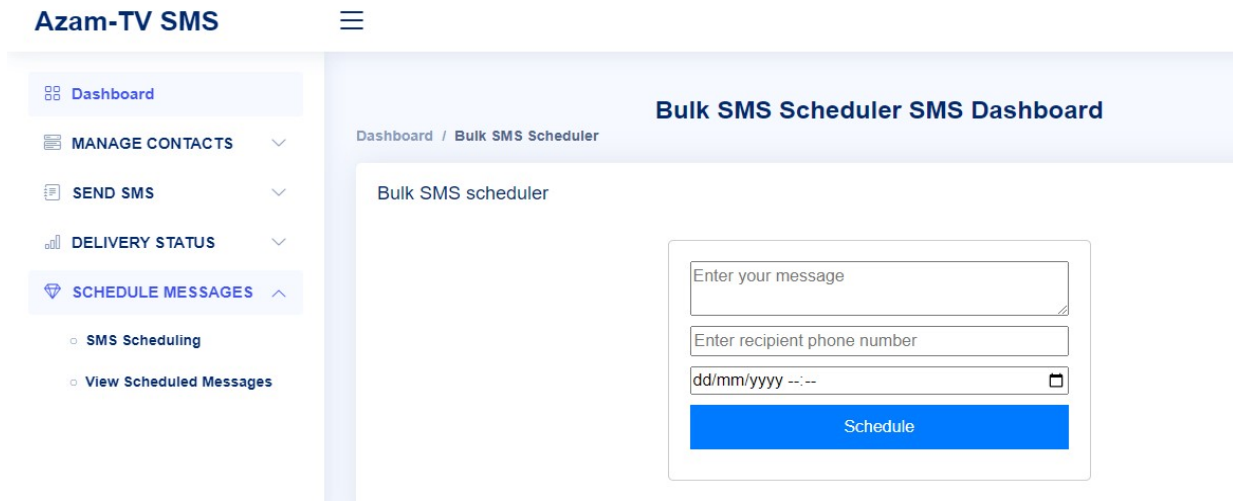 Azam-TV SMS
Dashboard
MANAGE CONTACTS
SEND SMS
DELIVERY STATUS
SCHEDULE MESSAGES
SMS Scheduling
View Scheduled Messages
Bulk SMS Scheduler SMS Dashboard
Dashboard / Bulk SMS Scheduler
Bulk SMS scheduler
Enter your message
Enter recipient phone number
dd/mm/yyyy --:--
Schedule